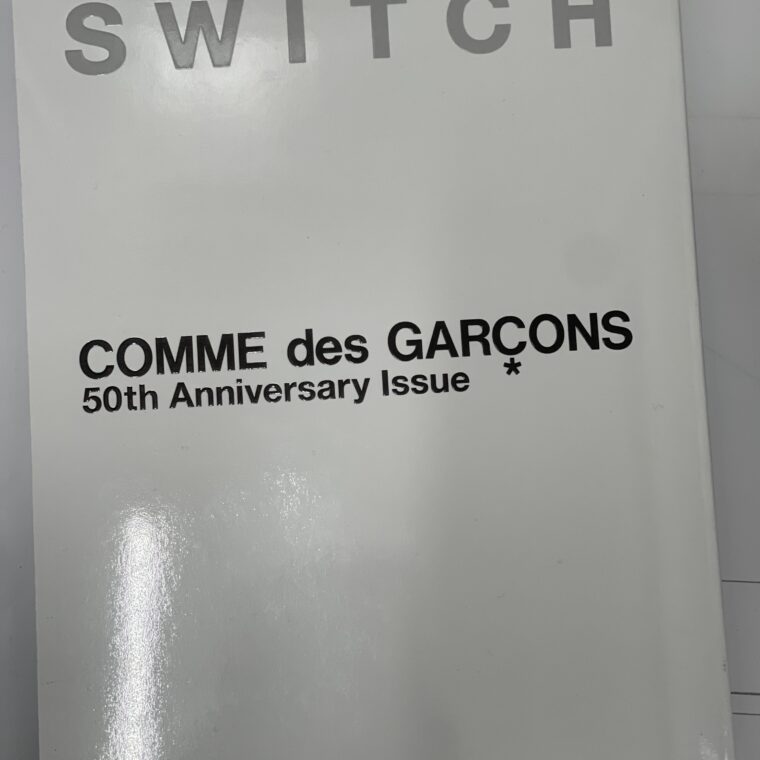 SWITCH
COMME des GARÇONS
*
50th Anniversary Issue